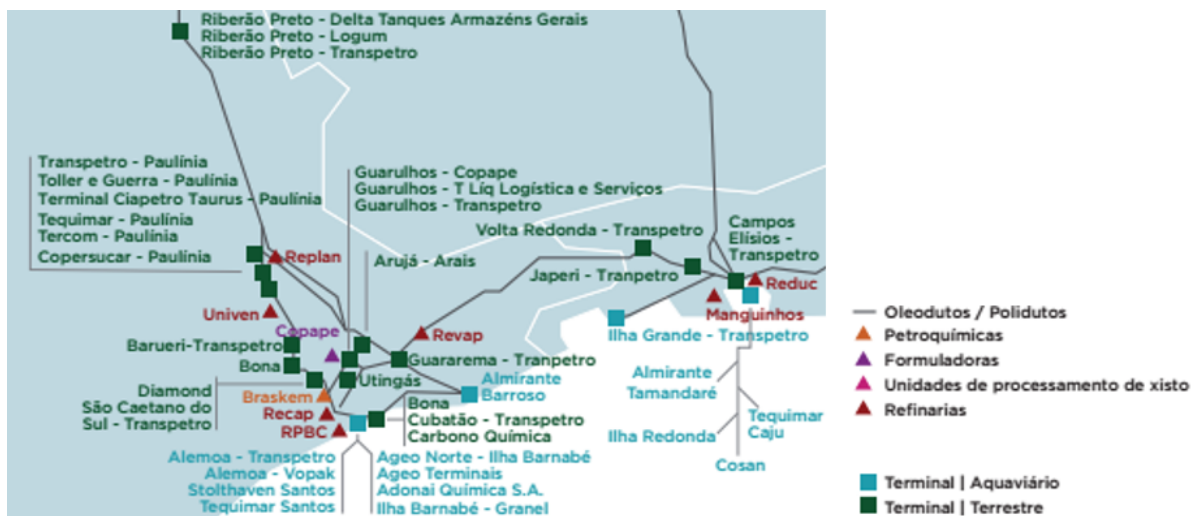 Riberão Preto - Delta Tanques Armazéns Gerais
Riberão Preto - Logum
Riberão Preto - Transpetro
Transpetro - Paulínia
Toller e Guerra - Paulínia
Terminal Ciapetro Taurus - Paulínia
Tequimar - Paulínia
Tercom - Paulínia
Copersucar - Paulínia
Guarulhos - Copape
Guarulhos - T Líq Logística e Serviços
Guarulhos - Transpetro
Volta Redonda - Transpetro
Campos
Elísios -
Transpetro
Replan
Arujá - Arais
Japeri - Tranpetro
Reduc
Univen
Manguinhos
Copape
Revap
Ilha Grande - Transpetro
Barueri-Transpetro
Guararema - Tranpetro
Bona
Utingás
Almirante
Barroso
Almirante
Tamandaré
Diamond
São Caetano do
Sul - Transpetro
Braskem
Recap
RPBC
Bona
Cubatão - Transpetro
Carbono Química
Tequimar
Caju
Ilha Redonda
Cosan
Alemoa - Transpetro
Alemoa - Vopak
Stolthaven Santos
Tequimar Santos
Ageo Norte - Ilha Barnabé
Ageo Terminais
Adonai Química S.A.
Ilha Barnabé - Granel
Oleodutos / Polidutos
Petroquímicas
Formuladoras
Unidades de processamento de xisto
Refinarias
Terminal | Aquaviário
Terminal | Terrestre